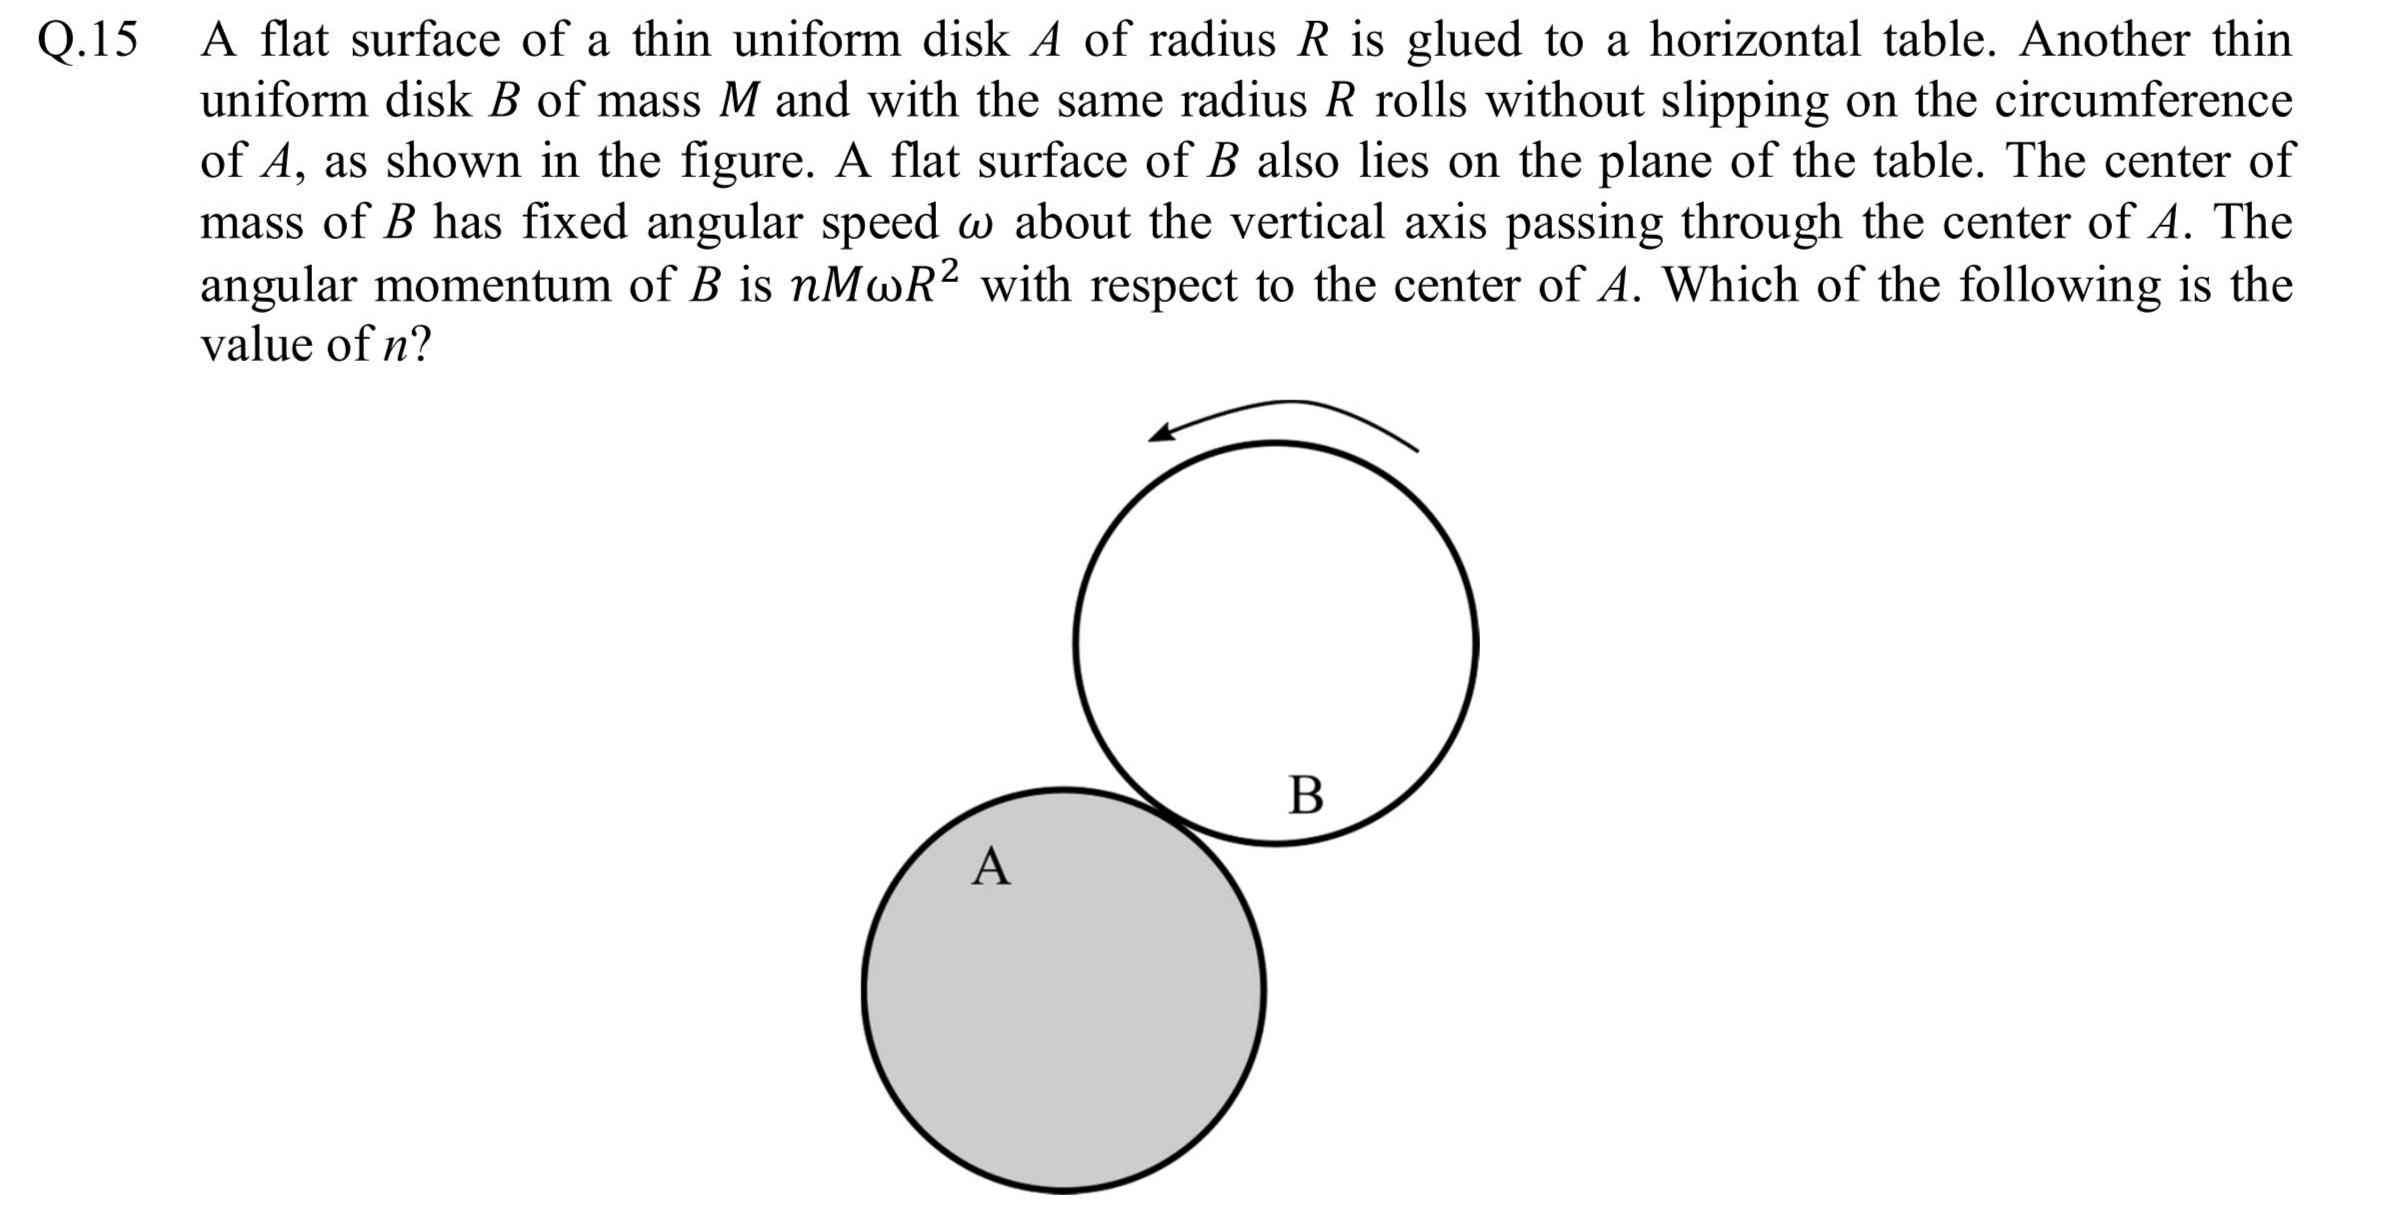 Q.15 A flat surface of a thin uniform disk A of radius R is glued to a horizontal table. Another thin
uniform disk B of mass M and with the same radius R rolls without slipping on the circumference
of A, as shown in the figure. A flat surface of B also lies on the plane of the table. The center of
mass of B has fixed angular speed ω about the vertical axis passing through the center of A. The
angular momentum of B is nMωR² with respect to the center of A. Which of the following is the
value of n?
B
A